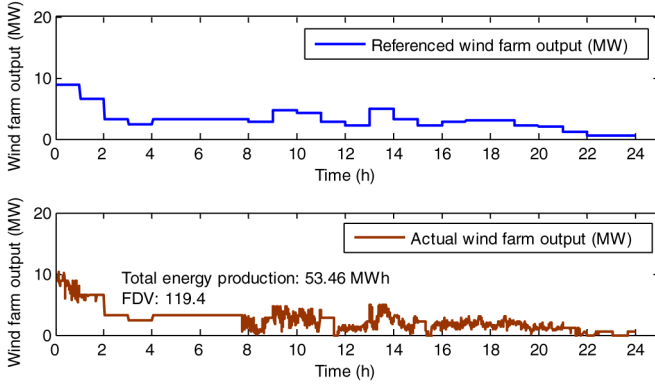 20
Referenced wind farm output (MW)
10
0
Wind farm output (MW)
0 2 4 6 8 10 12 14 16 18 20 22 24
Time (h)
20
Actual wind farm output (MW)
10
Total energy production: 53.46 MWh
FDV: 119.4
0
Wind farm output (MW)
0 2 4 6 8 10 12 14 16 18 20 22 24
Time (h)